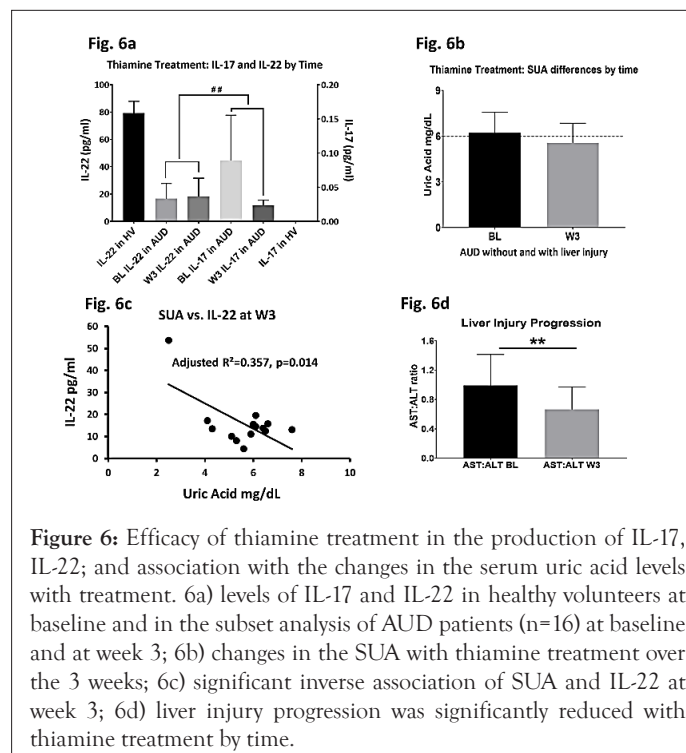 Fig. 6a
Thiamine Treatment: IL-17 and IL-22 by Time
##
100
80
60
40
20
0
IL-22 (pg/ml)
0.20
0.15
0.10
0.05
0.00
IL-17 (pg/ml)
IL-22 in HV
BL IL-22 in AUD
W3 IL-22 in AUD
BL IL-17 in AUD
W3 IL-17 in AUD
IL-17 in HV
Fig. 6b
Thiamine Treatment: SUA differences by time
9
6
3
0
Uric Acid mg/dL
BL
W3
AUD without and with liver injury
Fig. 6c
SUA vs. IL-22 at W3
Adjusted R²=0.357, p=0.014
60
50
40
30
20
10
0
IL-22 pg/ml
0
2
4
6
8
10
Uric Acid mg/dL
Fig. 6d
Liver Injury Progression
**
1.6
1.2
0.8
0.4
0.0
AST:ALT ratio
AST:ALT BL
AST:ALT W3
Figure 6: Efficacy of thiamine treatment in the production of IL-17,
IL-22; and association with the changes in the serum uric acid levels
with treatment. 6a) levels of IL-17 and IL-22 in healthy volunteers at
baseline and in the subset analysis of AUD patients (n=16) at baseline
and at week 3; 6b) changes in the SUA with thiamine treatment over
the 3 weeks; 6c) significant inverse association of SUA and IL-22 at
week 3; 6d) liver injury progression was significantly reduced with
thiamine treatment by time.